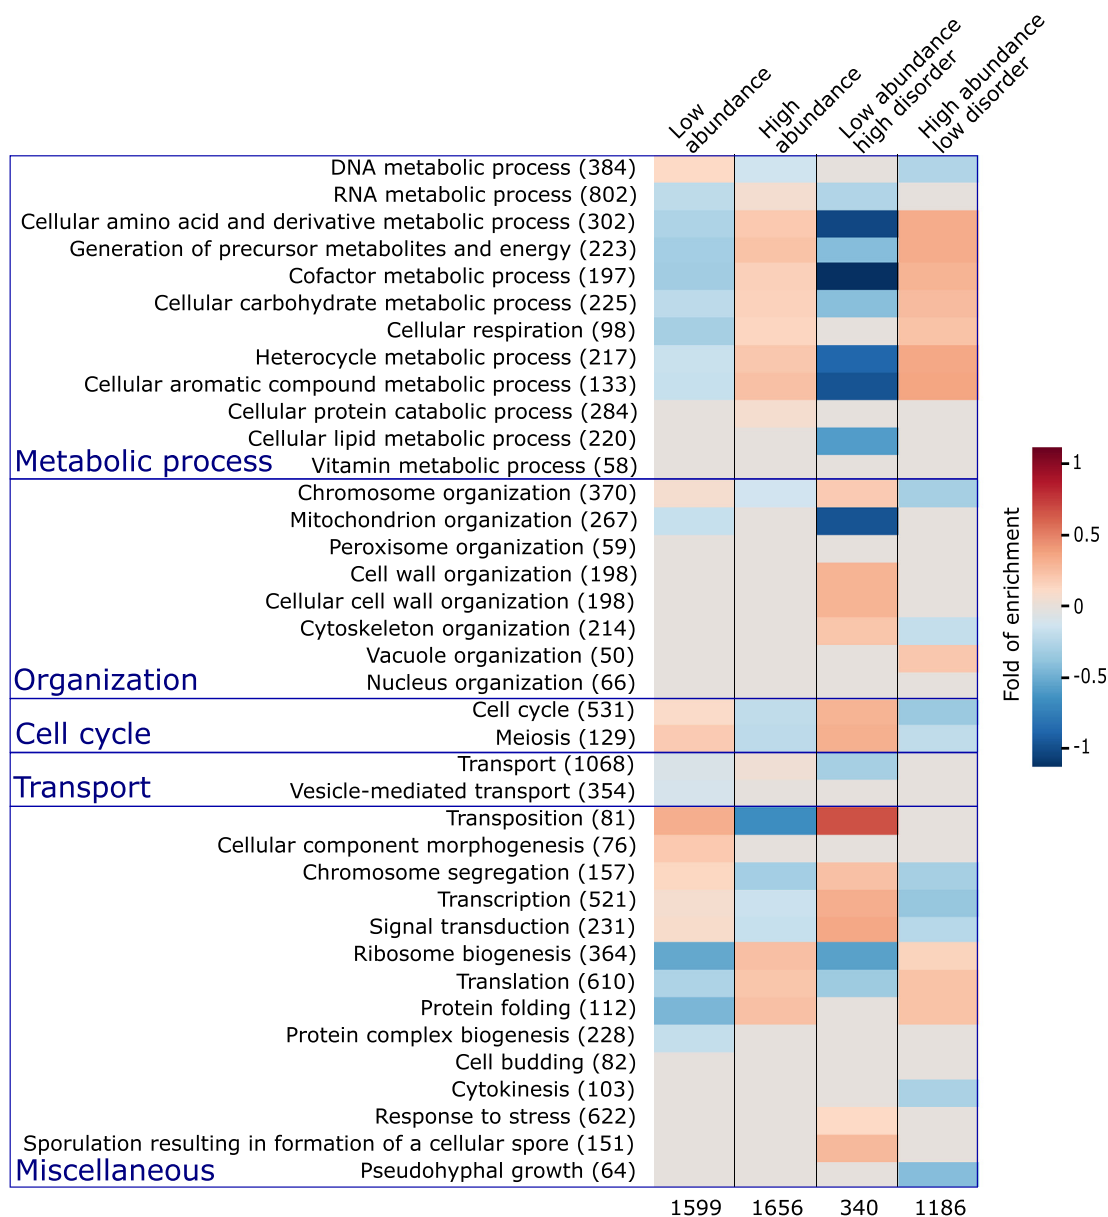 Low
abundance
High
abundance
Low abundance
high disorder
High abundance
low disorder
DNA metabolic process (384)
RNA metabolic process (802)
Cellular amino acid and derivative metabolic process (302)
Generation of precursor metabolites and energy (223)
Cofactor metabolic process (197)
Cellular carbohydrate metabolic process (225)
Cellular respiration (98)
Heterocycle metabolic process (217)
Cellular aromatic compound metabolic process (133)
Cellular protein catabolic process (284)
Cellular lipid metabolic process (220)
Metabolic process
Vitamin metabolic process (58)
Chromosome organization (370)
Mitochondrion organization (267)
Peroxisome organization (59)
Cell wall organization (198)
Cellular cell wall organization (198)
Cytoskeleton organization (214)
Vacuole organization (50)
Organization
Nucleus organization (66)
Cell cycle (531)
Cell cycle
Meiosis (129)
Transport (1068)
Transport
Vesicle-mediated transport (354)
Transposition (81)
Cellular component morphogenesis (76)
Chromosome segregation (157)
Transcription (521)
Signal transduction (231)
Ribosome biogenesis (364)
Translation (610)
Protein folding (112)
Protein complex biogenesis (228)
Cell budding (82)
Cytokinesis (103)
Response to stress (622)
Sporulation resulting in formation of a cellular spore (151)
Miscellaneous
Pseudohyphal growth (64)
1599 1656 340 1186
Fold of enrichment
1
0.5
0
-0.5
-1